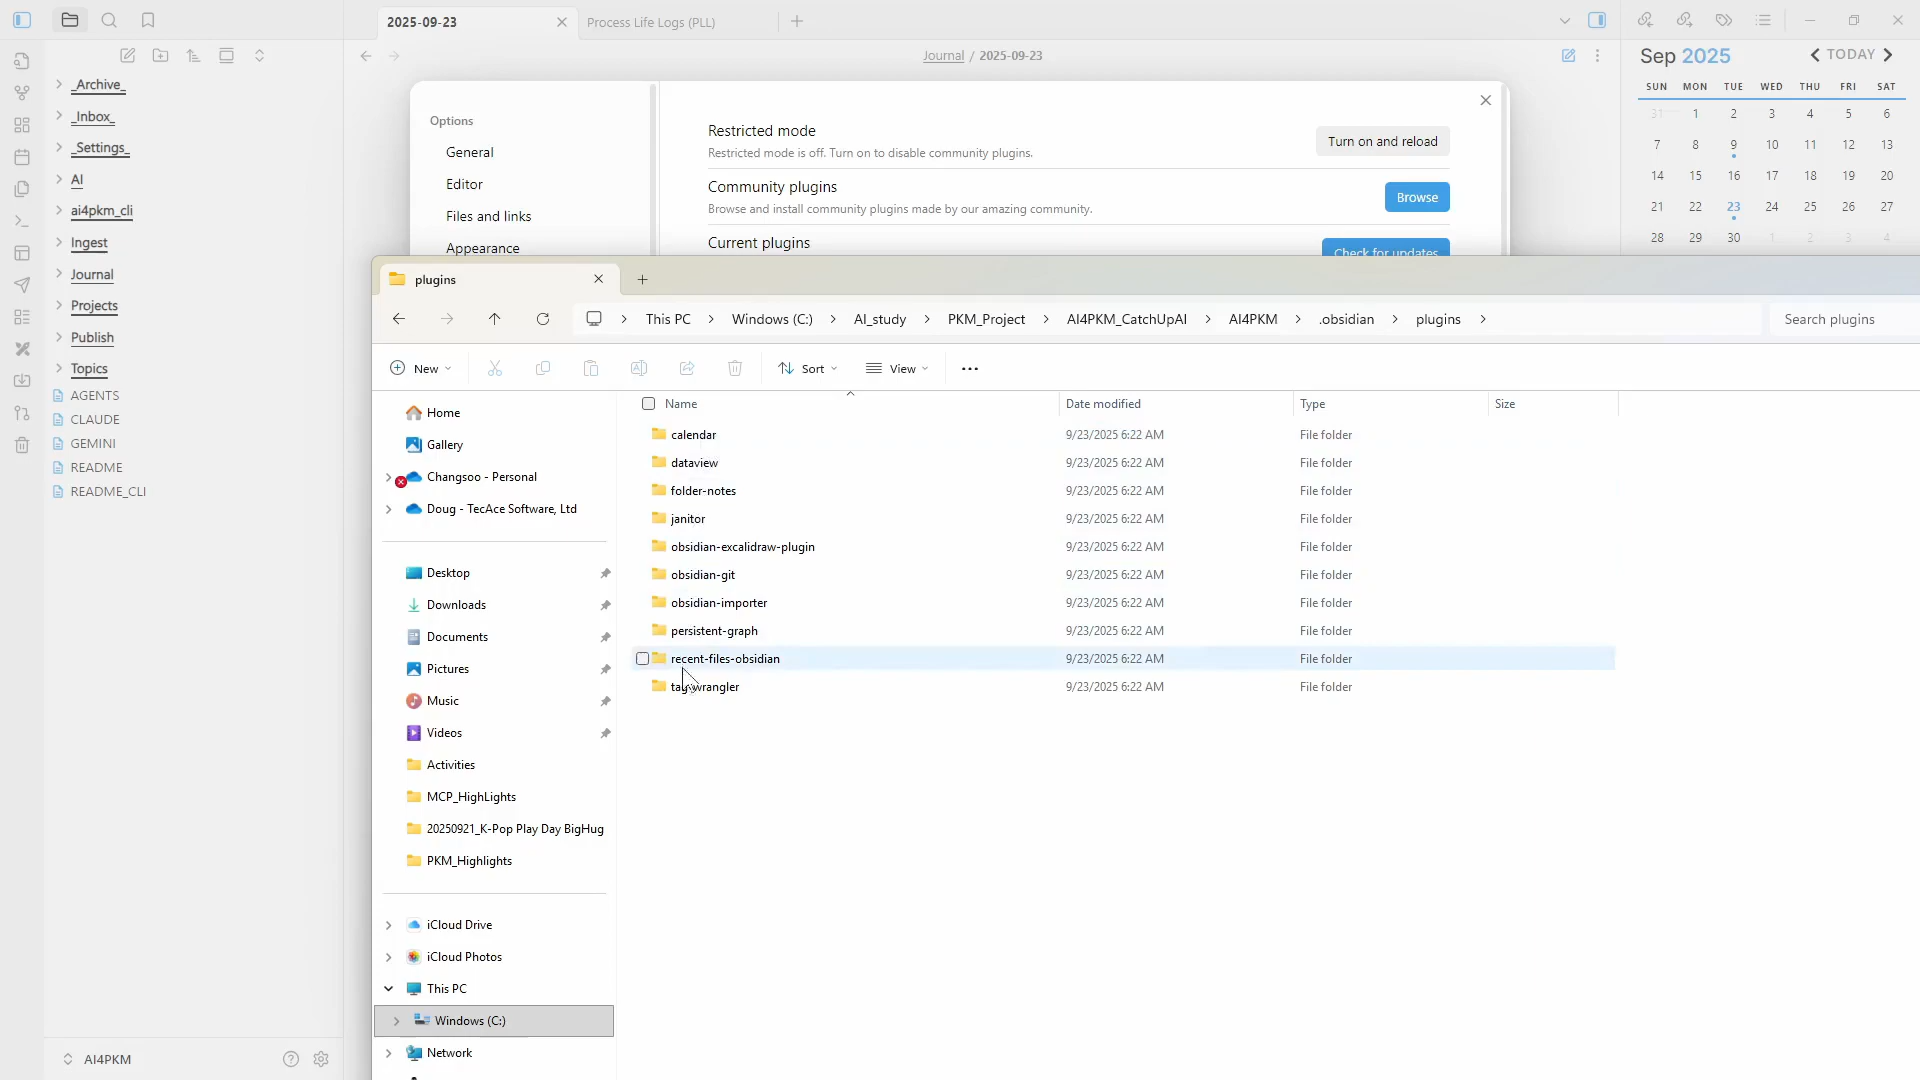 2025-09-23
Process Life Logs (PLL)
Journal / 2025-09-23
_Archive_
_Inbox_
_Settings_
AI
ai4pkm_cli
Ingest
Journal
Projects
Publish
Topics
AGENTS
CLAUDE
GEMINI
README
README_CLI
AI4PKM
Options
General
Editor
Files and links
Appearance
Restricted mode
Restricted mode is off. Turn on to disable community plugins.
Turn on and reload
Community plugins
Browse and install community plugins made by our amazing community.
Browse
Current plugins
Check for updates
Sep 2025
TODAY
SUN MON TUE WED THU FRI SAT
31 1 2 3 4 5 6
7 8 9 10 11 12 13
14 15 16 17 18 19 20
21 22 23 24 25 26 27
28 29 30 1 2 3 4
plugins
This PC > Windows (C:) > AI_study > PKM_Project > AI4PKM_CatchUpAI > AI4PKM > .obsidian > plugins >
Search plugins
New
Sort
View
Home
Gallery
Changsoo - Personal
Doug - TecAce Software, Ltd
Desktop
Downloads
Documents
Pictures
Music
Videos
Activities
MCP_HighLights
20250921_K-Pop Play Day BigHug
PKM_Highlights
iCloud Drive
iCloud Photos
This PC
Windows (C:)
Network
Name Date modified Type Size
calendar 9/23/2025 6:22 AM File folder
dataview 9/23/2025 6:22 AM File folder
folder-notes 9/23/2025 6:22 AM File folder
janitor 9/23/2025 6:22 AM File folder
obsidian-excalidraw-plugin 9/23/2025 6:22 AM File folder
obsidian-git 9/23/2025 6:22 AM File folder
obsidian-importer 9/23/2025 6:22 AM File folder
persistent-graph 9/23/2025 6:22 AM File folder
recent-files-obsidian 9/23/2025 6:22 AM File folder
tag-wrangler 9/23/2025 6:22 AM File folder